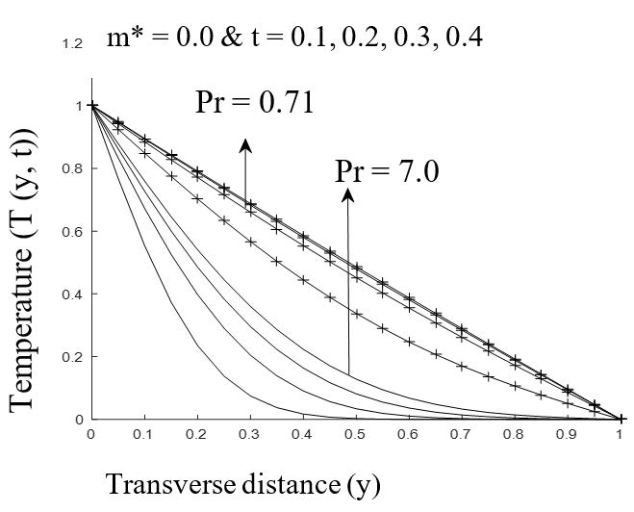 m* = 0.0 & t = 0.1, 0.2, 0.3, 0.4
1.2
Pr = 0.71
Pr = 7.0
1
0.8
0.6
0.4
0.2
0
Temperature (T (y, t))
0 0.1 0.2 0.3 0.4 0.5 0.6 0.7 0.8 0.9 1
Transverse distance (y)